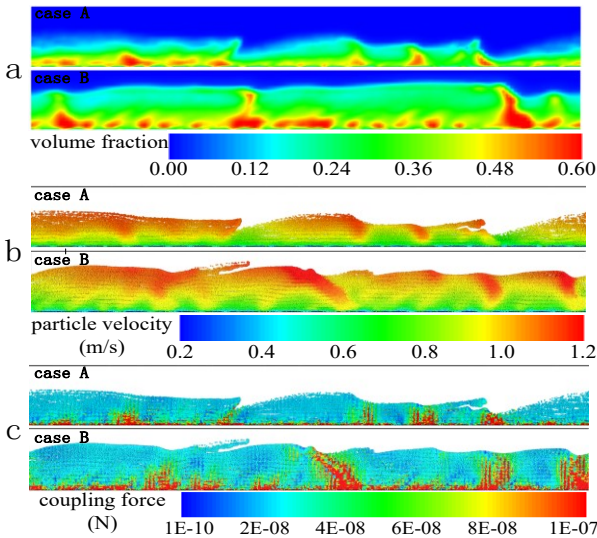 case A
a
case B
volume fraction
0.00 0.12 0.24 0.36 0.48 0.60
case A
b
case B
particle velocity
(m/s)
0.2 0.4 0.6 0.8 1.0 1.2
case A
c
case B
coupling force
(N)
1E-10 2E-08 4E-08 6E-08 8E-08 1E-07